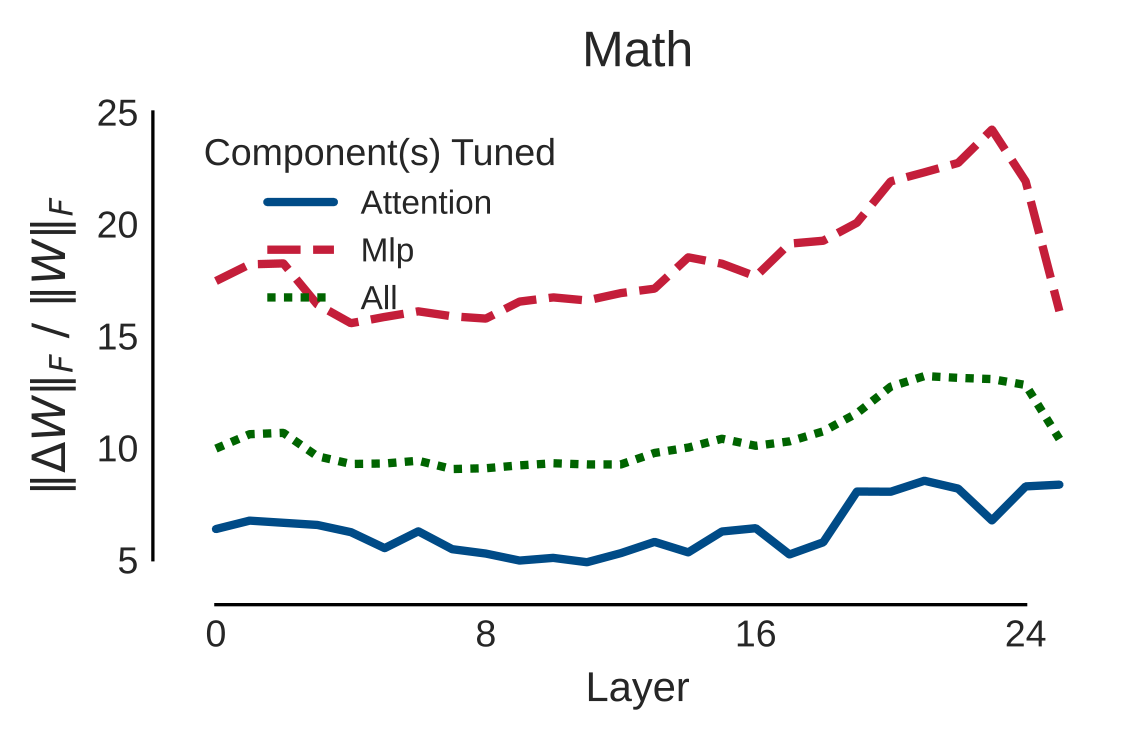 Math
25
20
15
10
5
‖ΔW‖F / ‖W‖F
Component(s) Tuned
Attention
Mlp
All
0 8 16 24
Layer